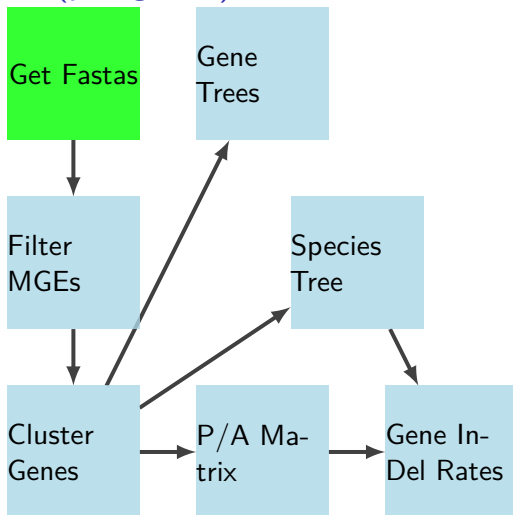 Get Fastas
Gene
Trees
Filter
MGEs
Species
Tree
Cluster
Genes
P/A Ma-
trix
Gene In-
Del Rates